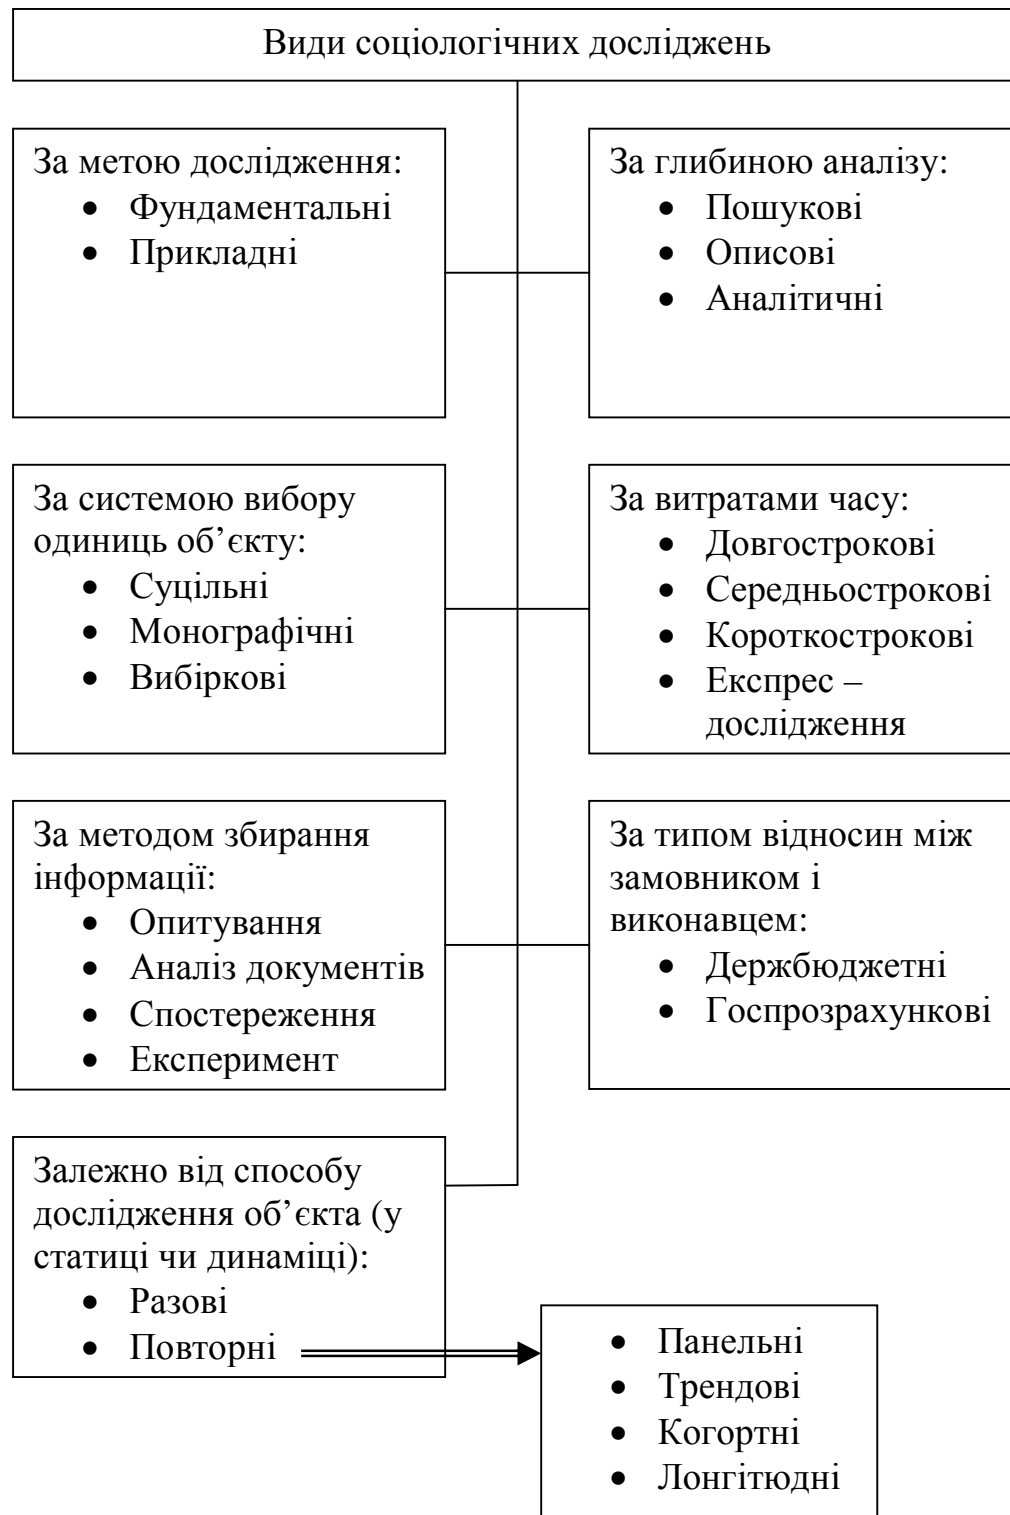 Види соціологічних досліджень
За метою дослідження:
• Фундаментальні
• Прикладні
За глибиною аналізу:
• Пошукові
• Описові
• Аналітичні
За системою вибору
одиниць об’єкту:
• Суцільні
• Монографічні
• Вибіркові
За витратами часу:
• Довгострокові
• Середньострокові
• Короткострокові
• Експрес –
дослідження
За методом збирання
інформації:
• Опитування
• Аналіз документів
• Спостереження
• Експеримент
За типом відносин між
замовником і
виконавцем:
• Держбюджетні
• Госпрозрахункові
Залежно від способу
дослідження об’єкта (у
статиці чи динаміці):
• Разові
• Повторні
• Панельні
• Трендові
• Когортні
• Лонгітюдні